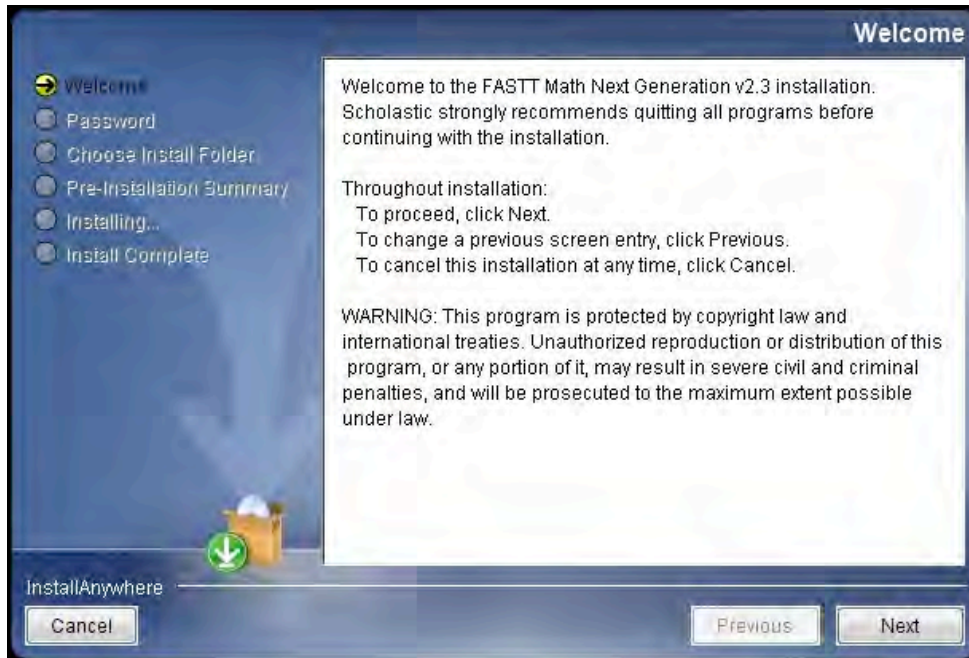 Welcome
Welcome
Password
Choose Install Folder
Pre-Installation Summary
Installing...
Install Complete
Welcome to the FASTT Math Next Generation v2.3 installation.
Scholastic strongly recommends quitting all programs before
continuing with the installation.
Throughout installation:
To proceed, click Next.
To change a previous screen entry, click Previous.
To cancel this installation at any time, click Cancel.
WARNING: This program is protected by copyright law and
international treaties. Unauthorized reproduction or distribution of this
program, or any portion of it, may result in severe civil and criminal
penalties, and will be prosecuted to the maximum extent possible
under law.
InstallAnywhere
Cancel
Previous
Next